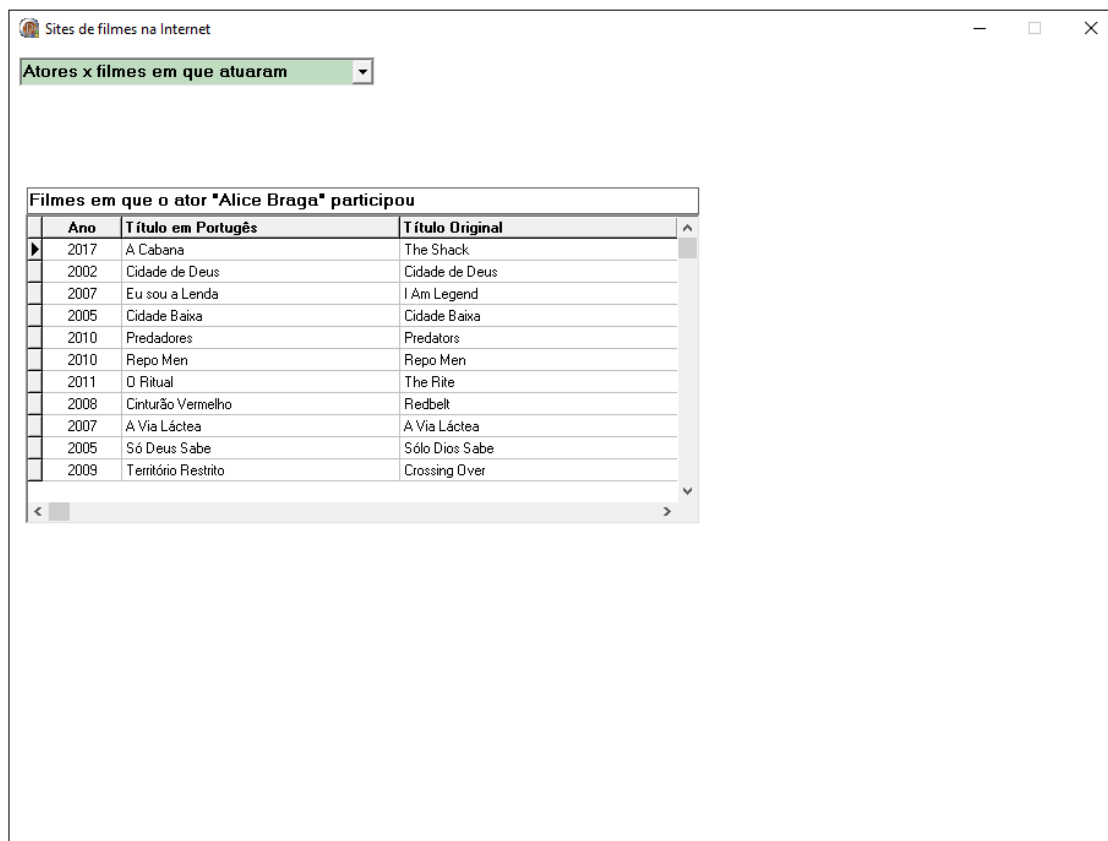 Sites de filmes na Internet
Atores x filmes em que atuaram
Filmes em que o ator "Alice Braga" participou
Ano Título em Portugês Título Original
2017 A Cabana The Shack
2002 Cidade de Deus Cidade de Deus
2007 Eu sou a Lenda I Am Legend
2005 Cidade Baixa Cidade Baixa
2010 Predadores Predators
2010 Repo Men Repo Men
2011 O Ritual The Rite
2008 Cinturão Vermelho Redbelt
2007 A Via Láctea A Via Láctea
2005 Só Deus Sabe Sólo Dios Sabe
2009 Território Restrito Crossing Over